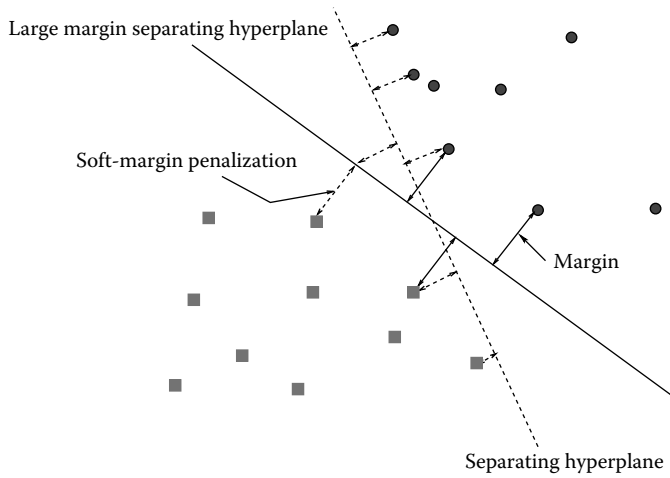 Large margin separating hyperplane
Soft-margin penalization
Margin
Separating hyperplane